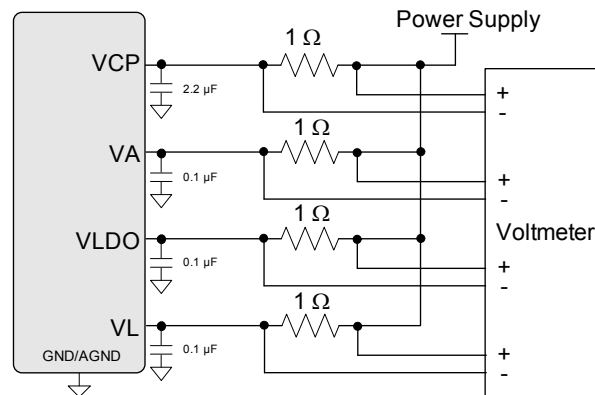 Power Supply
1 Ω
VCP
2.2 µF
+
-
1 Ω
VA
0.1 µF
+
-
1 Ω
VLDO
0.1 µF
Voltmeter
+
-
1 Ω
VL
0.1 µF
+
-
GND/AGND